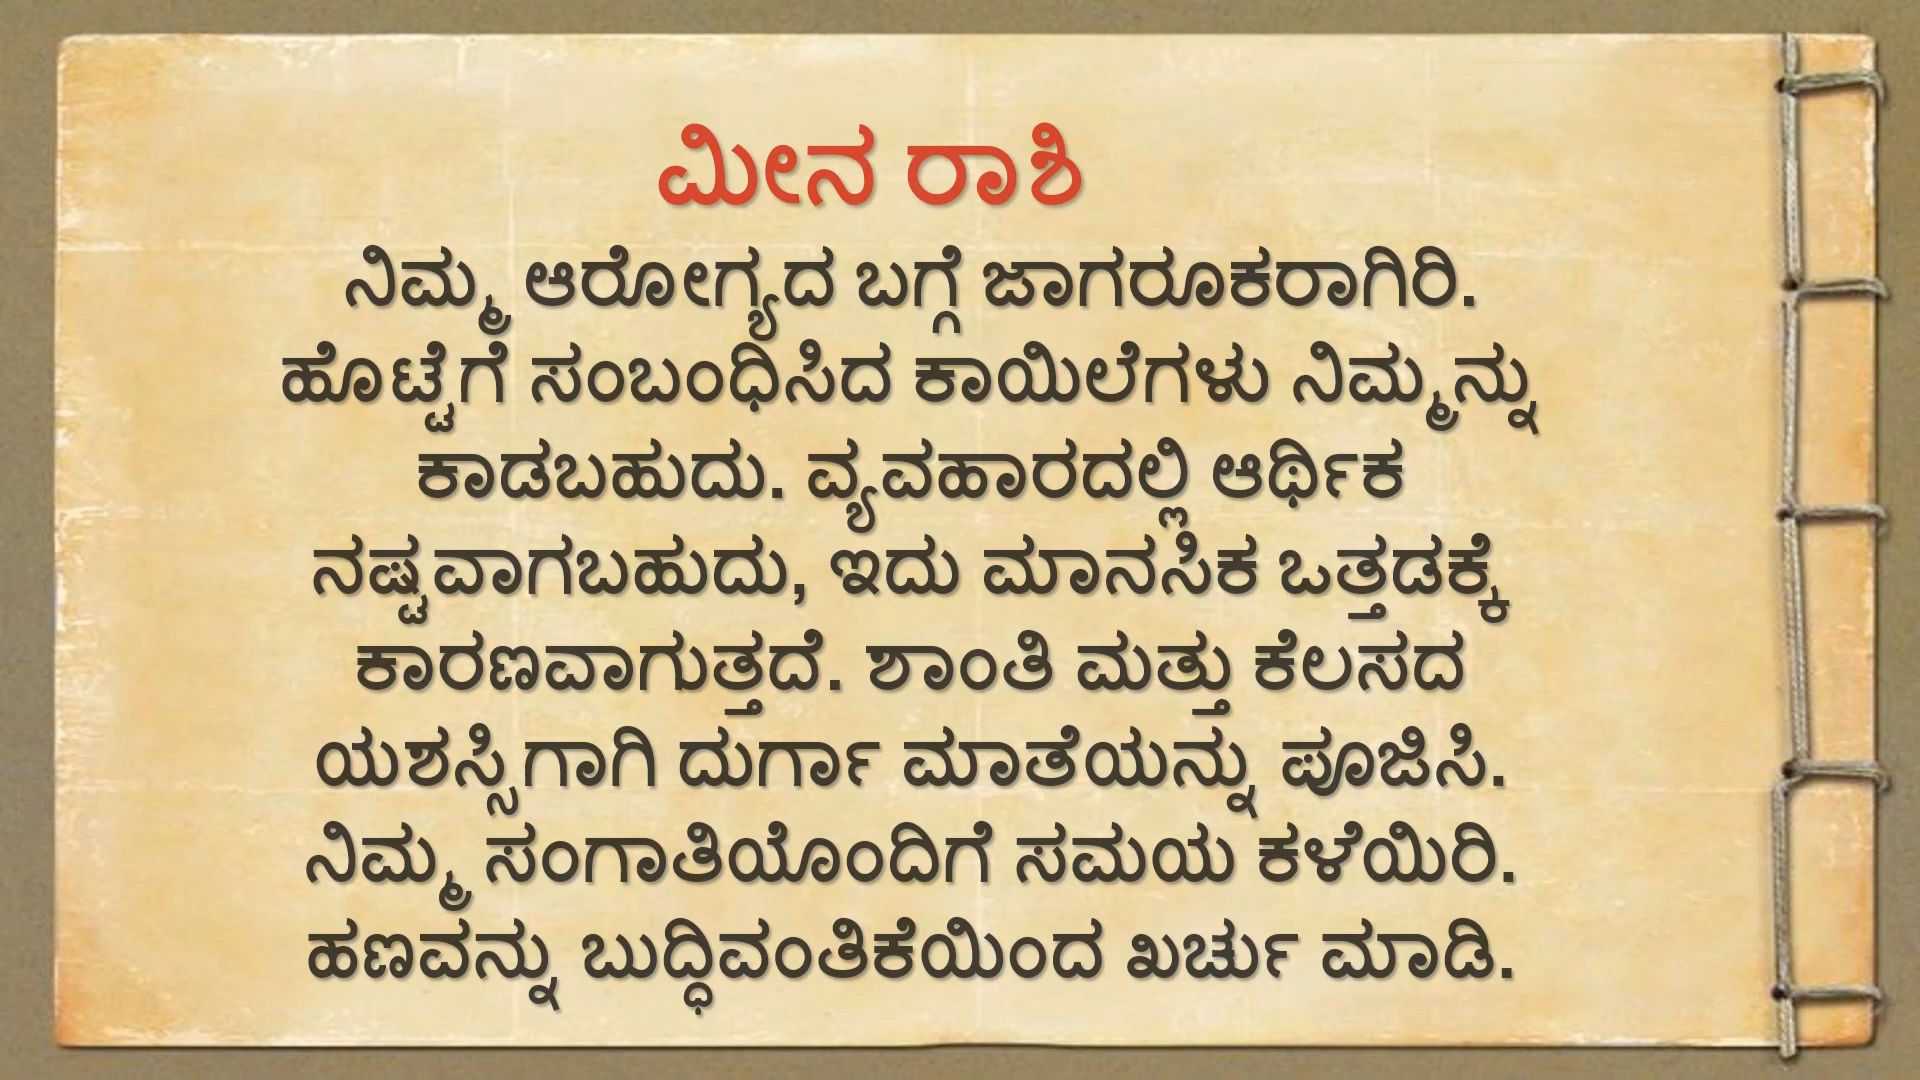 ಮೀನ ರಾಶಿ
ನಿಮ್ಮ ಆರೋಗ್ಯದ ಬಗ್ಗೆ ಜಾಗರೂಕರಾಗಿರಿ.
ಹೊಟ್ಟೆಗೆ ಸಂಬಂಧಿಸಿದ ಕಾಯಿಲೆಗಳು ನಿಮ್ಮನ್ನು
ಕಾಡಬಹುದು. ವ್ಯವಹಾರದಲ್ಲಿ ಆರ್ಥಿಕ
ನಷ್ಟವಾಗಬಹುದು, ಇದು ಮಾನಸಿಕ ಒತ್ತಡಕ್ಕೆ
ಕಾರಣವಾಗುತ್ತದೆ. ಶಾಂತಿ ಮತ್ತು ಕೆಲಸದ
ಯಶಸ್ಸಿಗಾಗಿ ದುರ್ಗಾ ಮಾತೆಯನ್ನು ಪೂಜಿಸಿ.
ನಿಮ್ಮ ಸಂಗಾತಿಯೊಂದಿಗೆ ಸಮಯ ಕಳೆಯಿರಿ.
ಹಣವನ್ನು ಬುದ್ಧಿವಂತಿಕೆಯಿಂದ ಖರ್ಚು ಮಾಡಿ.